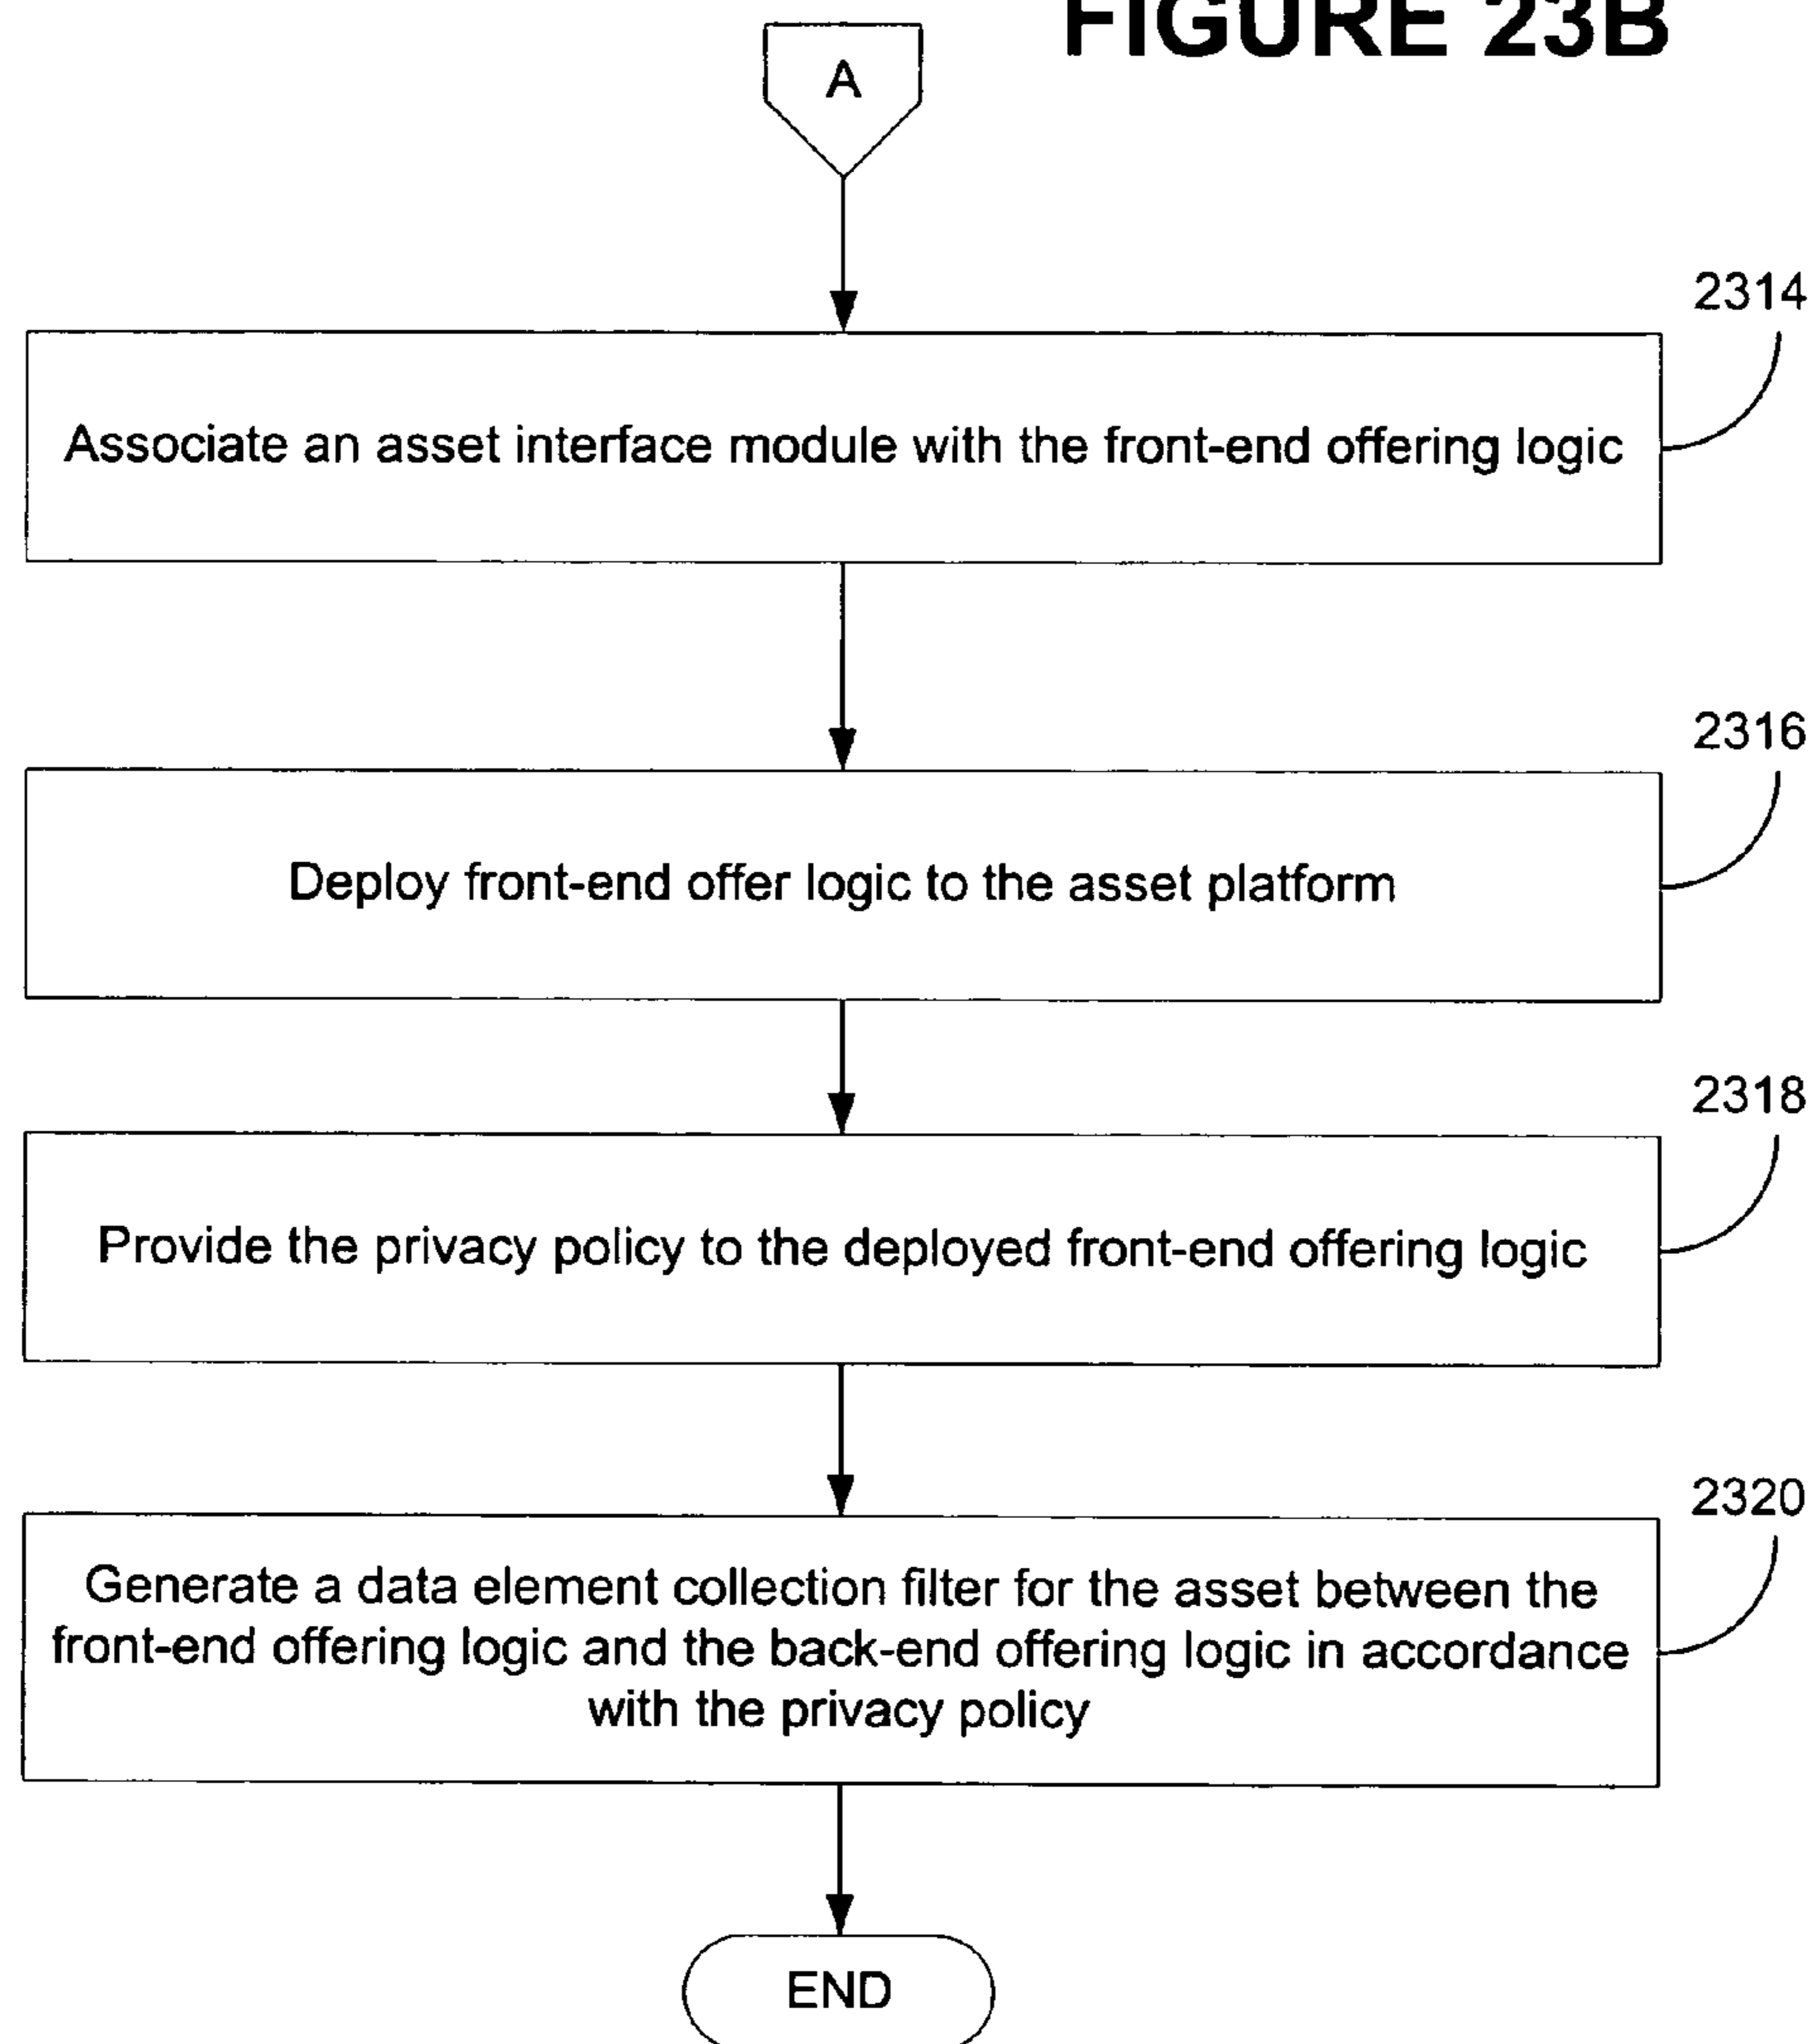 FIGURE 23B
A
2314
Associate an asset interface module with the front-end offering logic
2316
Deploy front-end offer logic to the asset platform
2318
Provide the privacy policy to the deployed front-end offering logic
2320
Generate a data element collection filter for the asset between the
front-end offering logic and the back-end offering logic in accordance
with the privacy policy
END